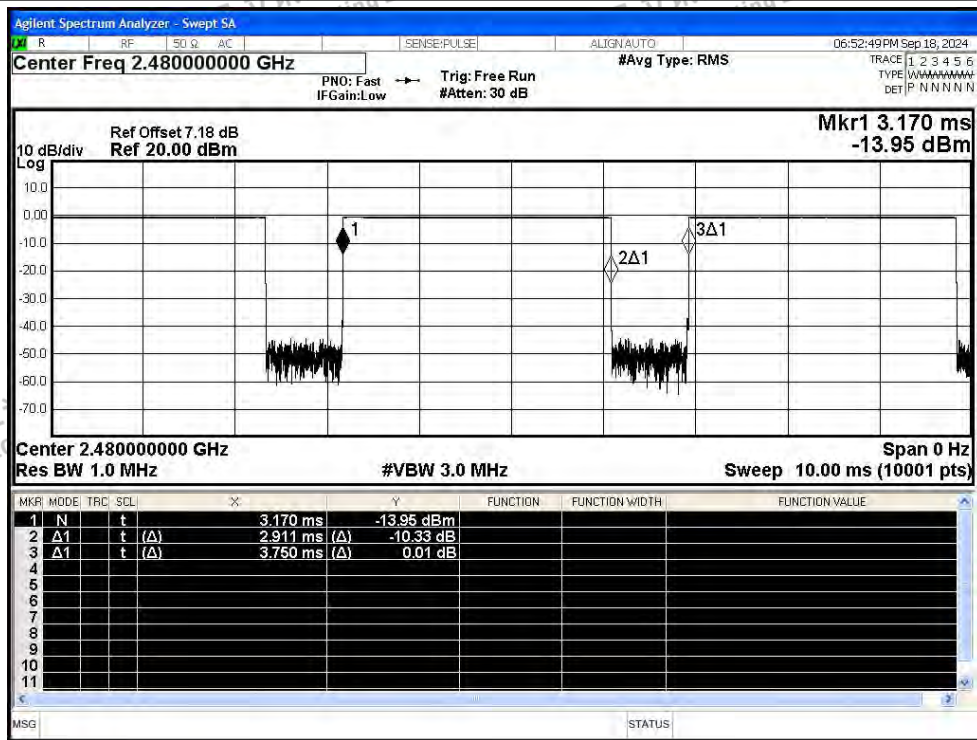 Agilent Spectrum Analyzer - Swept SA
R RF 50 Ω AC SENSE:PULSE ALIGN AUTO 06:52:49 PM Sep 18, 2024
Center Freq 2.480000000 GHz
#Avg Type: RMS
TRACE 1 2 3 4 5 6
PNO: Fast Trig: Free Run
TYPE WWWWWW
IFGain:Low #Atten: 30 dB
DET P N N N N N
Mkr1 3.170 ms
Ref Offset 7.18 dB
-13.95 dBm
10 dB/div Ref 20.00 dBm
Log
10.0
0.00
-10.0
-20.0
-30.0
-40.0
-50.0
-60.0
-70.0
1
2Δ1
3Δ1
Center 2.480000000 GHz Span 0 Hz
Res BW 1.0 MHz #VBW 3.0 MHz Sweep 10.00 ms (10001 pts)
MKR MODE TRC SCL X Y FUNCTION FUNCTION WIDTH FUNCTION VALUE
1 N t 3.170 ms -13.95 dBm
2 Δ1 t (Δ) 2.911 ms (Δ) -10.33 dB
3 Δ1 t (Δ) 3.750 ms (Δ) 0.01 dB
4
5
6
7
8
9
10
11
MSG STATUS